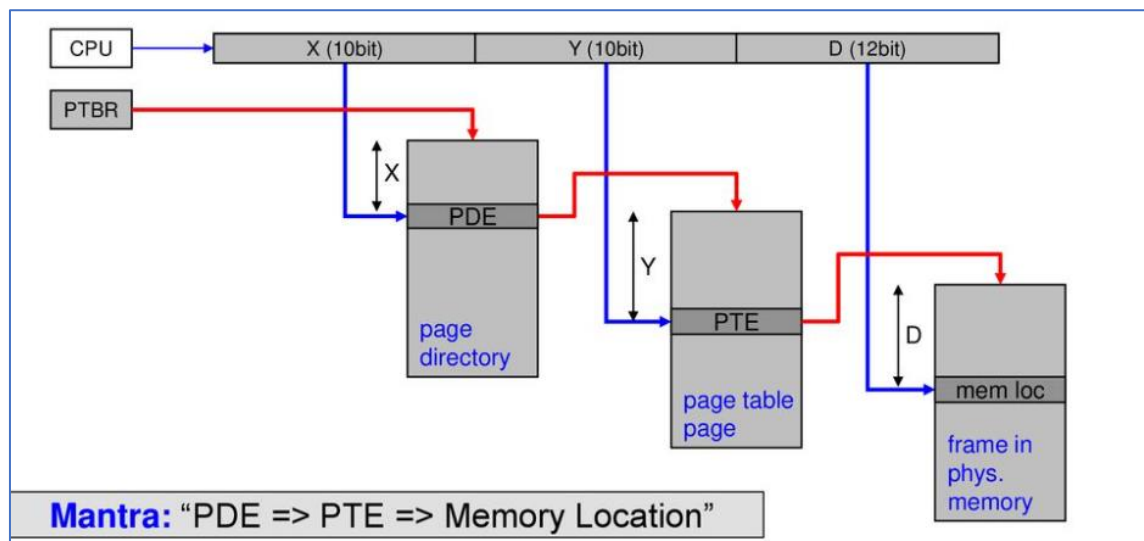 CPU
X (10bit)
Y (10bit)
D (12bit)
PTBR
X
PDE
Y
PTE
D
page
directory
mem loc
page table
page
frame in
phys.
memory
Mantra: “PDE => PTE => Memory Location”